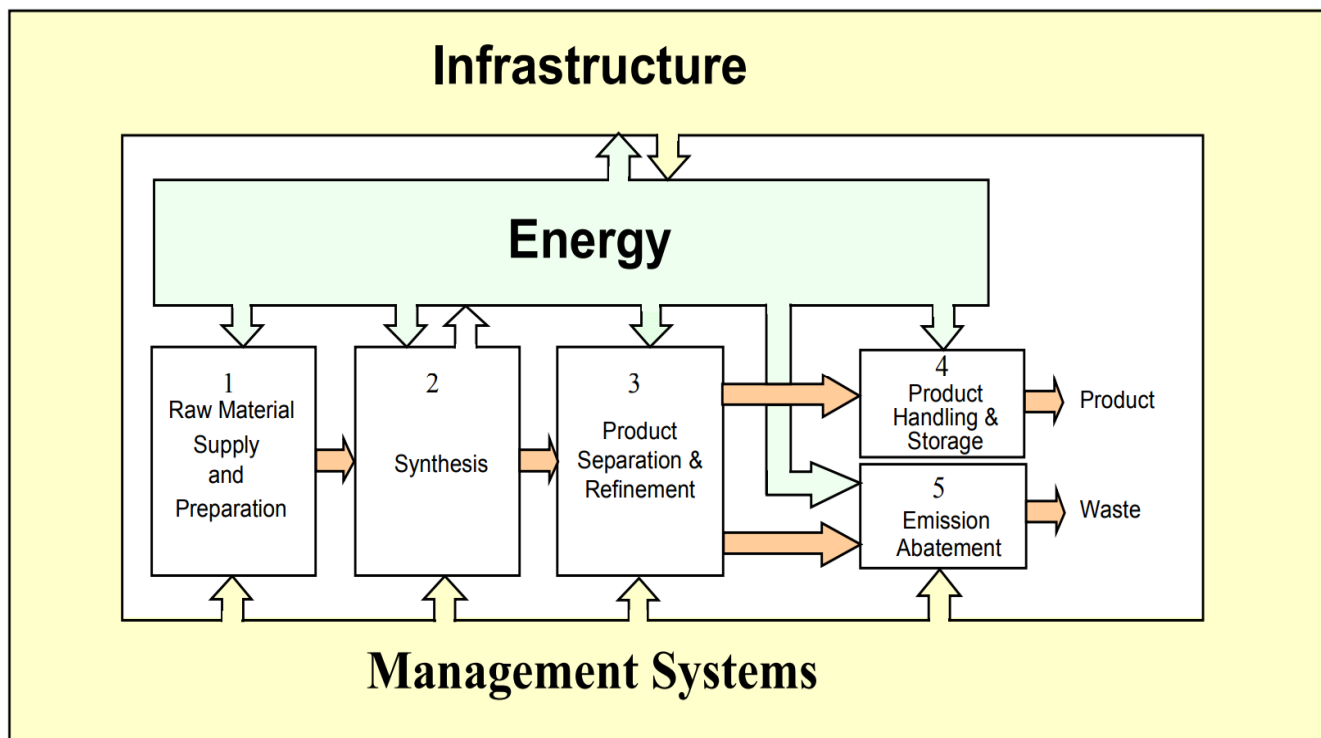 Infrastructure
Energy
1
Raw Material
Supply
and
Preparation
2
Synthesis
3
Product
Separation &
Refinement
4
Product
Handling &
Storage
Product
5
Emission
Abatement
Waste
Management Systems